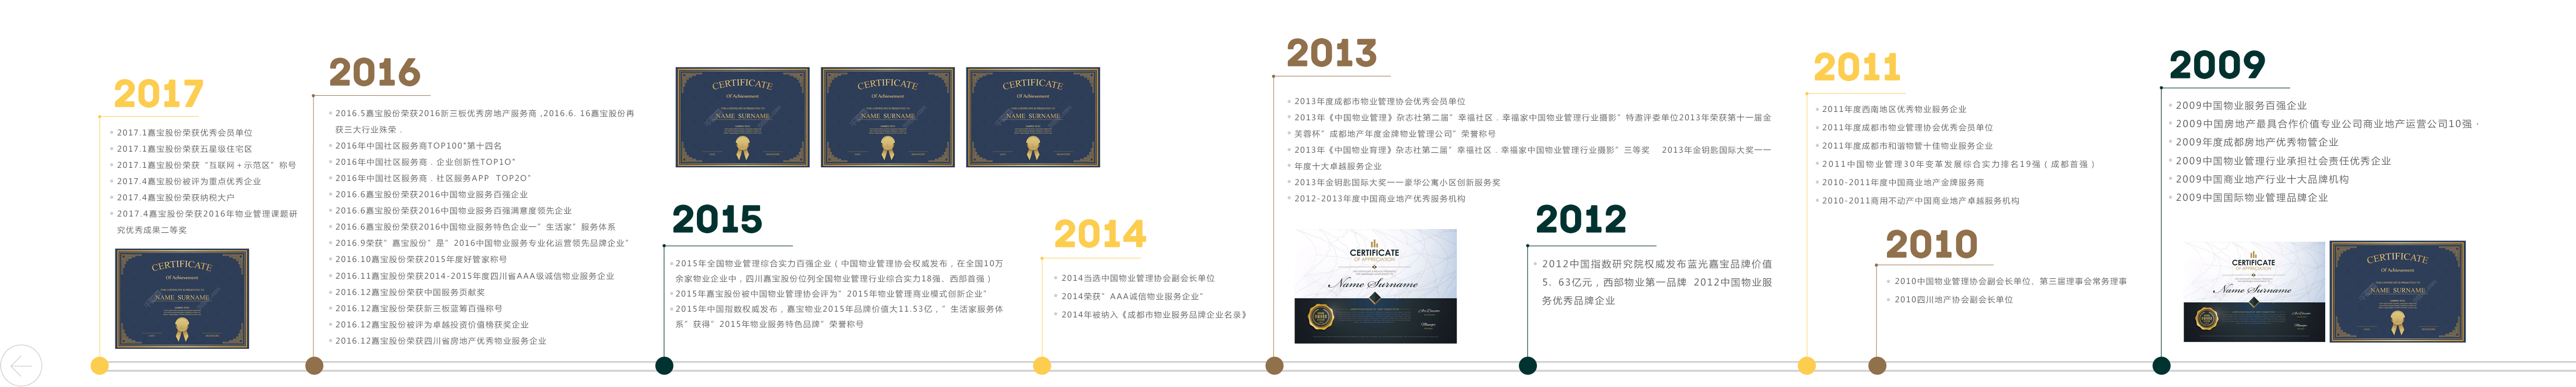 2017
2017.1嘉宝股份荣获优秀会员单位
2017.1嘉宝股份荣获五星级住宅区
2017.1嘉宝股份荣获“互联网+示范区”称号
2017.4嘉宝股份被评为重点优秀企业
2017.4嘉宝股份荣获纳税大户
2017.4嘉宝股份荣获2016年物业管理课题研
究优秀成果二等奖
CERTIFICATE
Of Achievement
NAME SURNAME
2016
2016.5嘉宝股份荣获2016新三板优秀房地产服务商,2016.6. 16嘉宝股份再
获三大行业殊荣.
2016年中国社区服务商TOP100"第十四名
2016年中国社区服务商.企业创新性TOP1O"
2016年中国社区服务商.社区服务APP TOP2O"
2016.6嘉宝股份荣获2016中国物业服务百强企业
2016.6嘉宝股份荣获2016中国物业服务百强满意度领先企业
2016.6嘉宝股份荣获2016中国物业服务特色企业一”生活家”服务体系
2016.9荣获”嘉宝股份”是”2016中国物业服务专业化运营领先品牌企业”
2016.10嘉宝股份荣获2015年度好管家称号
2016.11嘉宝股份荣获2014-2015年度四川省AAA级诚信物业服务企业
2016.12嘉宝股份荣获中国服务贡献奖
2016.12嘉宝股份荣获新三板蓝筹百强称号
2016.12嘉宝股份被评为卓越投资价值榜获奖企业
2016.12嘉宝股份荣获四川省房地产优秀物业服务企业
CERTIFICATE
Of Achievement
NAME SURNAME
CERTIFICATE
Of Achievement
NAME SURNAME
CERTIFICATE
Of Achievement
NAME SURNAME
2015
2015年全国物业管理综合实力百强企业(中国物业管理协会权威发布,在全国10万
余家物业企业中,四川嘉宝股份位列全国物业管理行业综合实力18强、西部首强)
2015年嘉宝股份被中国物业管理协会评为”2015年物业管理商业模式创新企业”
2015年中国指数权威发布,嘉宝物业2015年品牌价值大11.53亿,”生活家服务体
系”获得”2015年物业服务特色品牌”荣誉称号
2014
2014当选中国物业管理协会副会长单位
2014荣获”AAA诚信物业服务企业”
2014年被纳入《成都市物业服务品牌企业名录》
2013
2013年度成都市物业管理协会优秀会员单位
2013年《中国物业管理》杂志社第二届”幸福社区.幸福家中国物业管理行业摄影”特邀评委单位2013年荣获第十一届金
芙蓉杯”成都地产年度金牌物业管理公司”荣誉称号
2013年《中国物业育理》杂志社第二届”幸福社区.幸福家中国物业管理行业摄影”三等奖 2013年金钥匙国际大奖一一
年度十大卓越服务企业
2013年金钥匙国际大奖一一豪华公寓小区创新服务奖
2012-2013年度中国商业地产优秀服务机构
CERTIFICATE
OF APPRECIATION
Name Surname
2012
2012中国指数研究院权威发布蓝光嘉宝品牌价值
5. 63亿元,西部物业第一品牌 2012中国物业服
务优秀品牌企业
2011
2011年度西南地区优秀物业服务企业
2011年度成都市物业管理协会优秀会员单位
2011年度成都市和谐物管十佳物业服务企业
2011中国物业管理30年变革发展综合实力排名19强(成都首强)
2010-2011年度中国商业地产金牌服务商
2010-2011商用不动产中国商业地产卓越服务机构
2010
2010中国物业管理协会副会长单位、第三届理事会常务理事
2010四川地产协会副会长单位
2009
2009中国物业服务百强企业
2009中国房地产最具合作价值专业公司商业地产运营公司10强·
2009年度成都房地产优秀物管企业
2009中国物业管理行业承担社会责任优秀企业
2009中国商业地产行业十大品牌机构
2009中国国际物业管理品牌企业
CERTIFICATE
OF APPRECIATION
Name Surname
CERTIFICATE
Of Achievement
NAME SURNAME